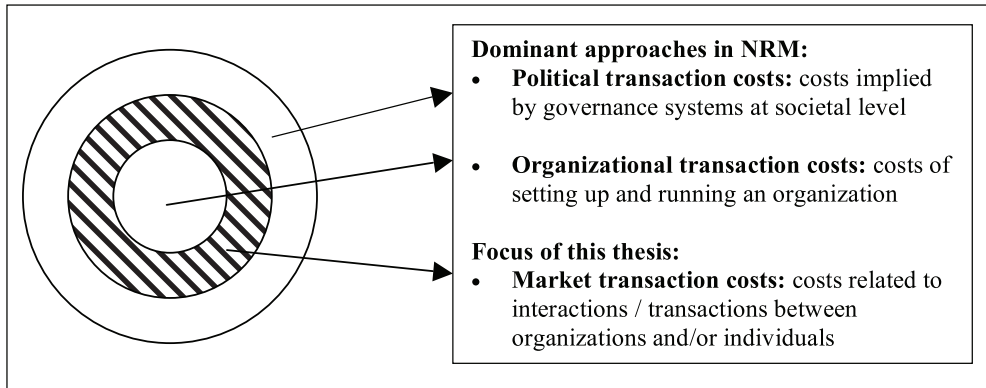 Dominant approaches in NRM:
• Political transaction costs: costs implied
by governance systems at societal level
• Organizational transaction costs: costs of
setting up and running an organization
Focus of this thesis:
• Market transaction costs: costs related to
interactions / transactions between
organizations and/or individuals